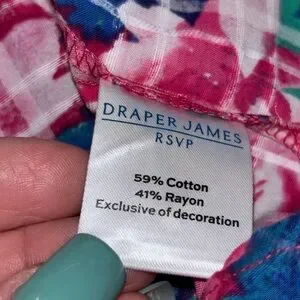 DRAPER JAMES
RSVP
59% Cotton
41% Rayon
Exclusive of decoration